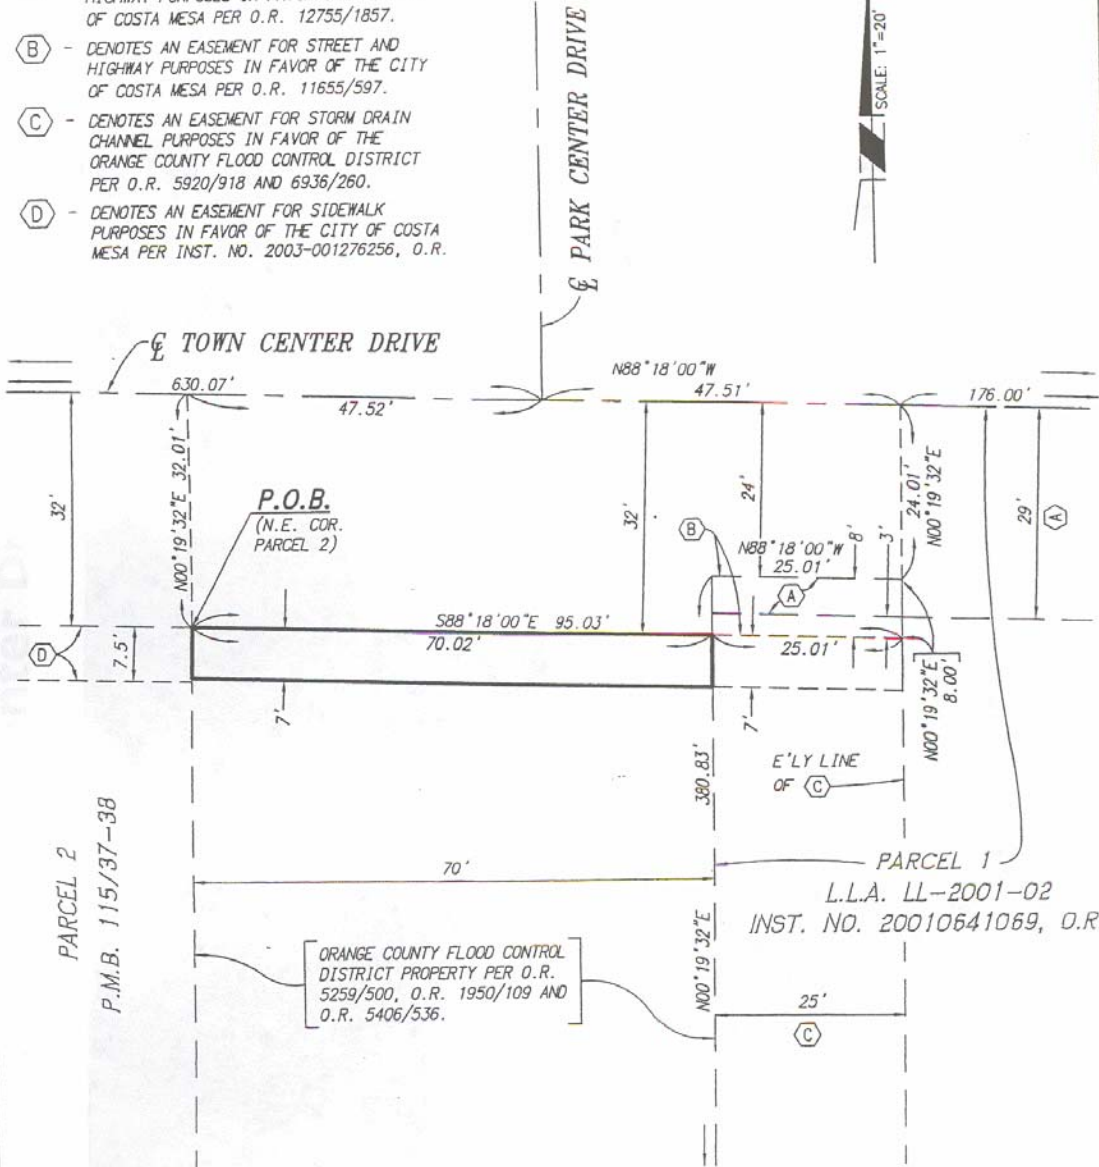 OF COSTA MESA PER O.R. 12755/1857.
B - DENOTES AN EASEMENT FOR STREET AND
HIGHWAY PURPOSES IN FAVOR OF THE CITY
OF COSTA MESA PER O.R. 11655/597.
C - DENOTES AN EASEMENT FOR STORM DRAIN
CHANNEL PURPOSES IN FAVOR OF THE
ORANGE COUNTY FLOOD CONTROL DISTRICT
PER O.R. 5920/918 AND 6936/260.
D - DENOTES AN EASEMENT FOR SIDEWALK
PURPOSES IN FAVOR OF THE CITY OF COSTA
MESA PER INST. NO. 2003-001276256, O.R.
℄ PARK CENTER DRIVE
SCALE: 1"=20'
℄ TOWN CENTER DRIVE
630.07'
47.52'
N88°18'00"W
47.51'
176.00'
32'
N00°19'32"E 32.01'
P.O.B.
(N.E. COR.
PARCEL 2)
32'
24'
B
N88°18'00"W
25.01'
8'
3'
24.01'
N00°19'32"E
29'
A
A
S88°18'00"E 95.03'
70.02'
25.01'
D
7.5'
7'
7'
N00°19'32"E
8.00'
380.83'
E'LY LINE
OF C
PARCEL 2
P.M.B. 115/37-38
70'
PARCEL 1
L.L.A. LL-2001-02
INST. NO. 20010641069, O.R
ORANGE COUNTY FLOOD CONTROL
DISTRICT PROPERTY PER O.R.
5259/500, O.R. 1950/109 AND
O.R. 5406/536.
N00°19'32"E
25'
C